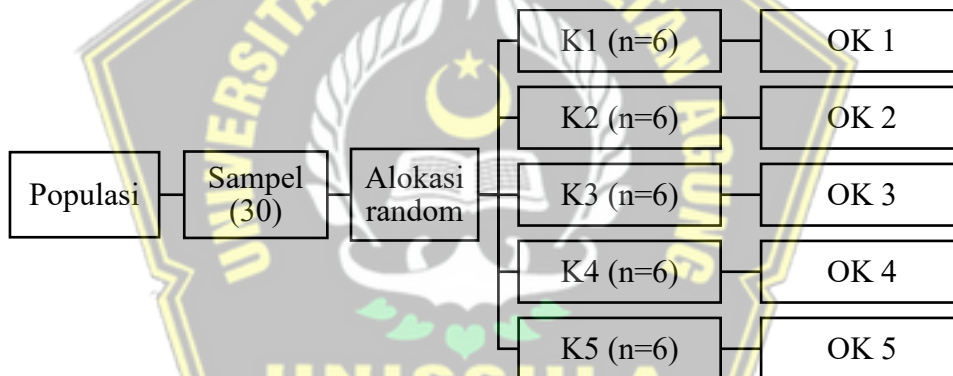 Populasi
Sampel
(30)
Alokasi
random
K1 (n=6)
OK 1
K2 (n=6)
OK 2
K3 (n=6)
OK 3
K4 (n=6)
OK 4
K5 (n=6)
OK 5
UNISSULA